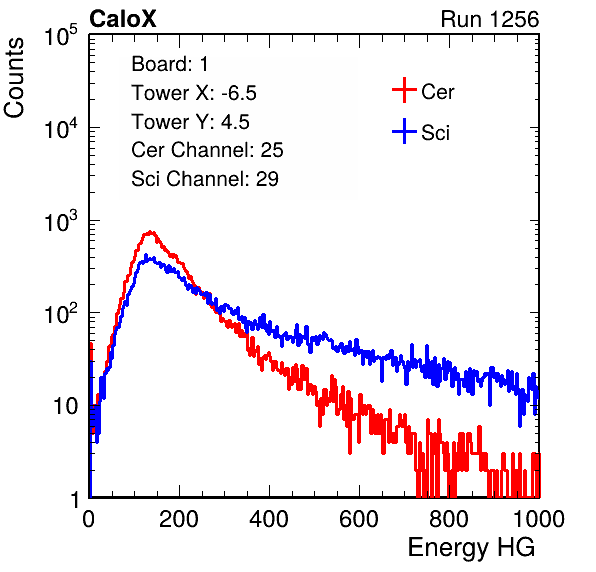 CaloX Run 1256
Counts
Board: 1
Tower X: -6.5
Tower Y: 4.5
Cer Channel: 25
Sci Channel: 29
Cer
Sci
10^5
10^4
10^3
10^2
10
1
0 200 400 600 800 1000
Energy HG